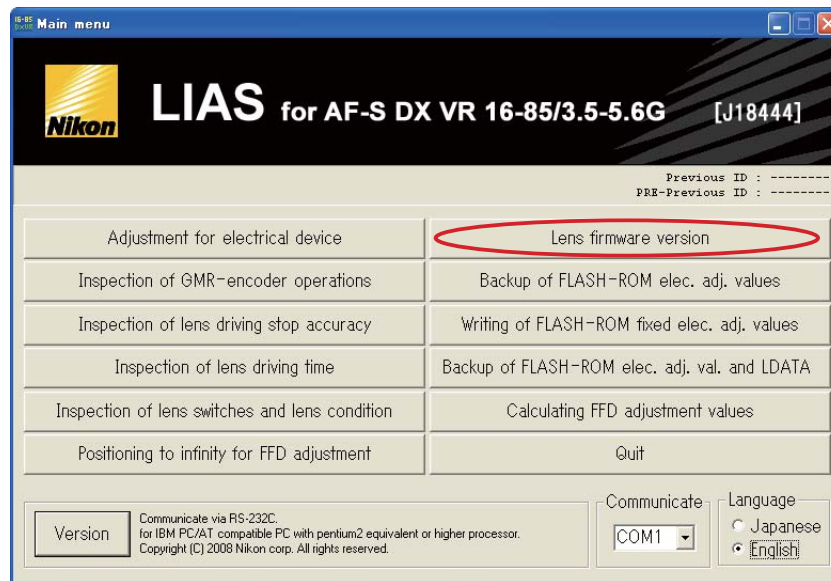 16-85
DXVR Main menu
Nikon
LIAS for AF-S DX VR 16-85/3.5-5.6G [J18444]
Previous ID : --------
PRE-Previous ID : --------
Adjustment for electrical device
Lens firmware version
Inspection of GMR-encoder operations
Backup of FLASH-ROM elec. adj. values
Inspection of lens driving stop accuracy
Writing of FLASH-ROM fixed elec. adj. values
Inspection of lens driving time
Backup of FLASH-ROM elec. adj. val. and LDATA
Inspection of lens switches and lens condition
Calculating FFD adjustment values
Positioning to infinity for FFD adjustment
Quit
Version
Communicate via RS-232C.
for IBM PC/AT compatible PC with pentium2 equivalent or higher processor.
Copyright (C) 2008 Nikon corp. All rights reserved.
Communicate
COM1
Language
Japanese
English